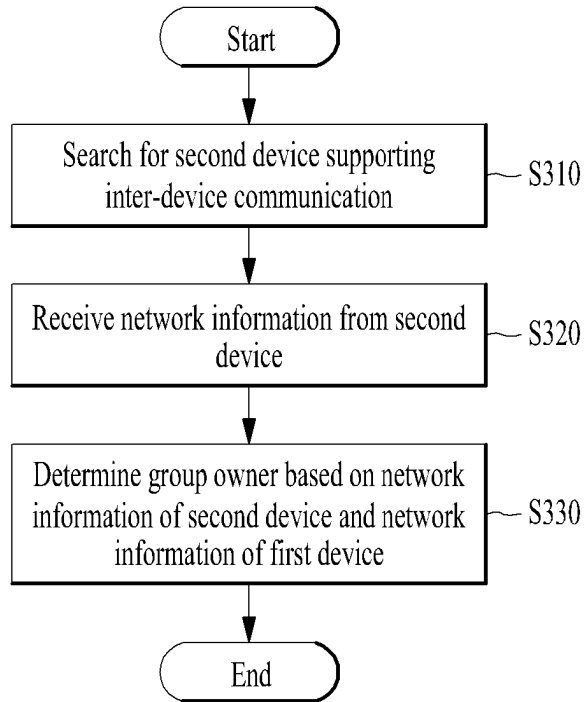 Start
Search for second device supporting
inter-device communication
S310
Receive network information from second
device
S320
Determine group owner based on network
information of second device and network
information of first device
S330
End